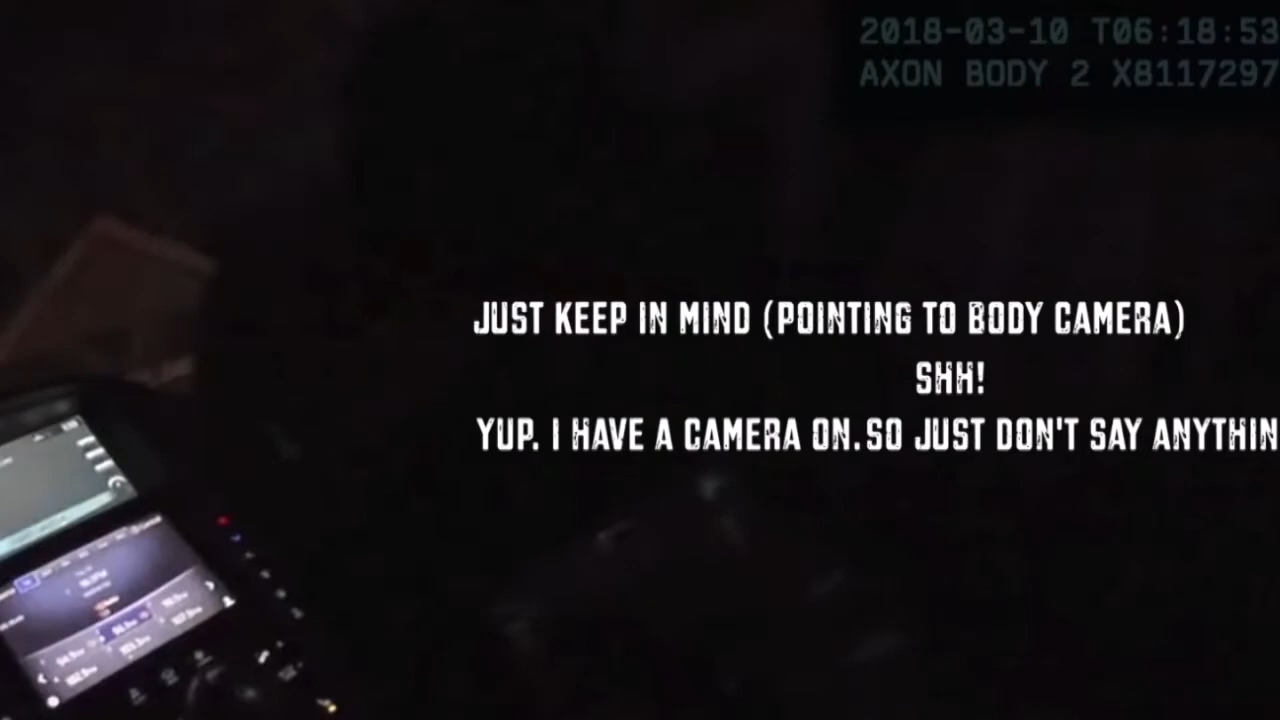 2018-03-10 T06:18:53
AXON BODY 2 X8117297
JUST KEEP IN MIND (POINTING TO BODY CAMERA)
SHH!
YUP. I HAVE A CAMERA ON.SO JUST DON'T SAY ANYTHIN